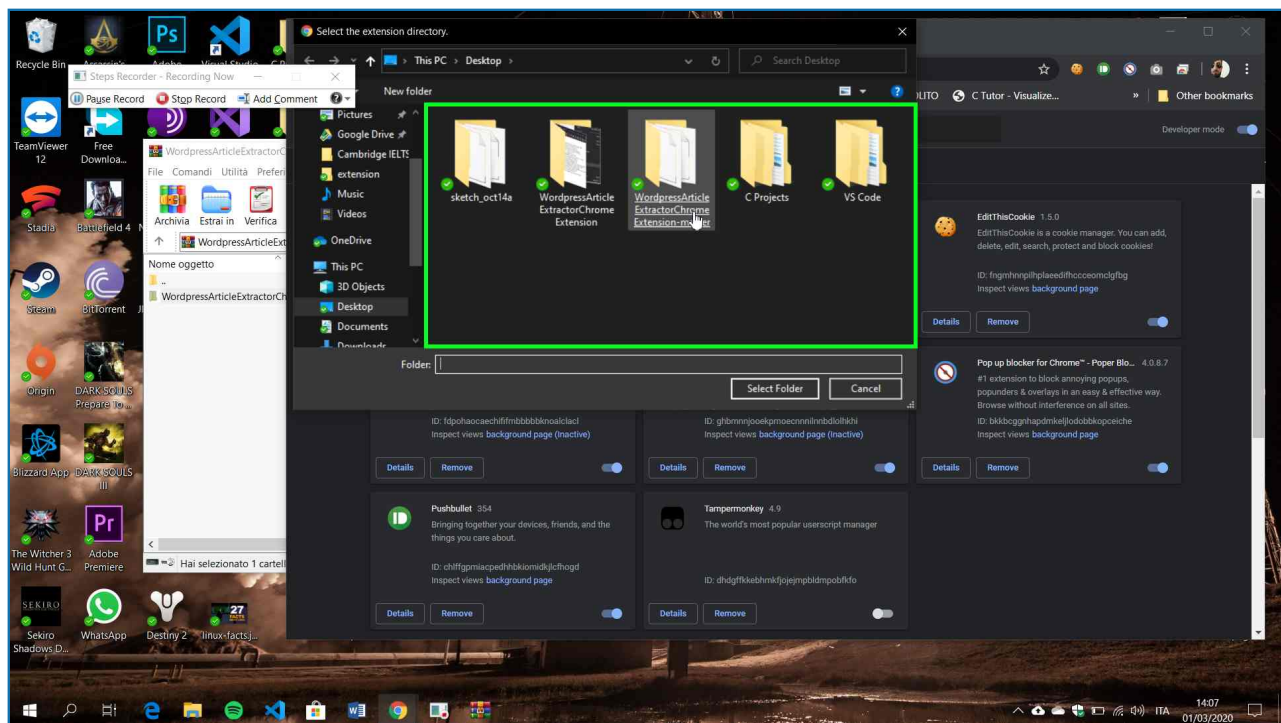 Recycle Bin
Assassin's
Adobe
Visual Studio
Select the extension directory.
Steps Recorder - Recording Now
Pause Record
Stop Record
Add Comment
This PC
Desktop
Search Desktop
New folder
C Tutor - Visualize...
»
Other bookmarks
Developer mode
TeamViewer
12
Free
Downloa...
Pictures
Google Drive
Cambridge IELTS
extension
Music
Videos
OneDrive
This PC
3D Objects
Desktop
Documents
Downloads
sketch_oct14a
WordpressArticle
ExtractorChrome
Extension
WordpressArticle
ExtractorChrome
C Projects
VS Code
File Comandi Utilità Preferi
Archivia
Estrai in
Verifica
WordpressArticleExt
Nome oggetto
..
WordpressArticleExtractorCh
Hai selezionato 1 cartell
Folder:
Select Folder
Cancel
Stadia
Battlefield 4
Steam
BitTorrent
Origin
DARK SOULS
Prepare To ...
Blizzard App
DARK SOULS
III
The Witcher 3
Wild Hunt G...
Pr
Adobe
Premiere
Ps
SEKIRO
Sekiro
Shadows D...
WhatsApp
Destiny 2
27
FACTS
linux-facts.j...
EditThisCookie 1.5.0
EditThisCookie is a cookie manager. You can add,
delete, edit, search, protect and block cookies!
ID: fngmhnnpilhplaeedifhccceomclgfbg
Inspect views background page
Details
Remove
Pop up blocker for Chrome™ - Poper Blo... 4.0.8.7
#1 extension to block annoying popups,
popunders & overlays in an easy & effective way.
Browse without interference on all sites.
ID: bkkbcggnhapdmkeljlodobbkopceiche
Inspect views background page
Details
Remove
Inspect views background page (Inactive)
Details
Remove
Inspect views background page (Inactive)
Details
Remove
Pushbullet 354
Bringing together your devices, friends, and the
things you care about.
ID: chlffgpmiacpedhhbkiomidkjlcfhogd
Inspect views background page
Details
Remove
Tampermonkey 4.9
The world's most popular userscript manager
ID: dhdgffkkebhmkfjojejmpbldmpobfkfo
Details
Remove
ITA
14:07
01/03/2020